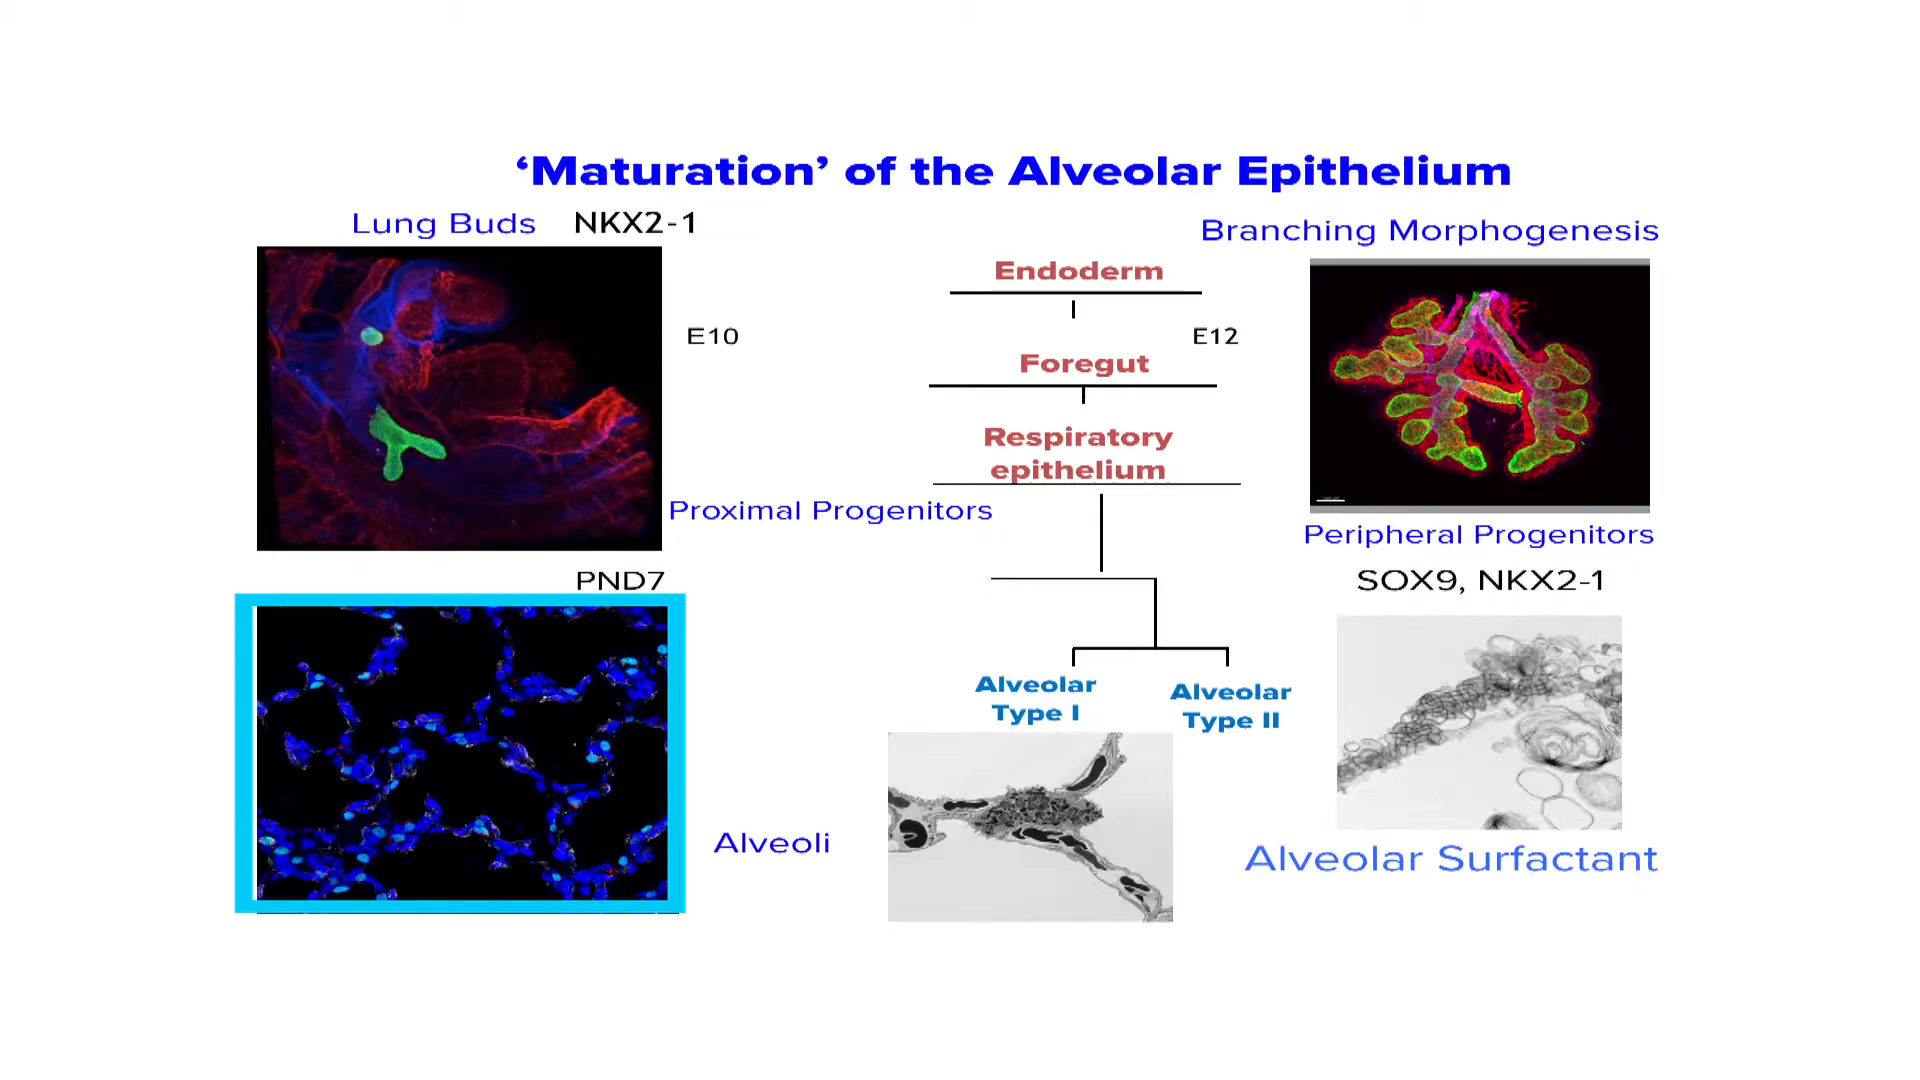 ‘Maturation’ of the Alveolar Epithelium
Lung Buds NKX2-1
Branching Morphogenesis
Endoderm
E10
E12
Foregut
Respiratory
epithelium
Proximal Progenitors
Peripheral Progenitors
PND7
SOX9, NKX2-1
Alveolar
Type I
Alveolar
Type II
Alveoli
Alveolar Surfactant